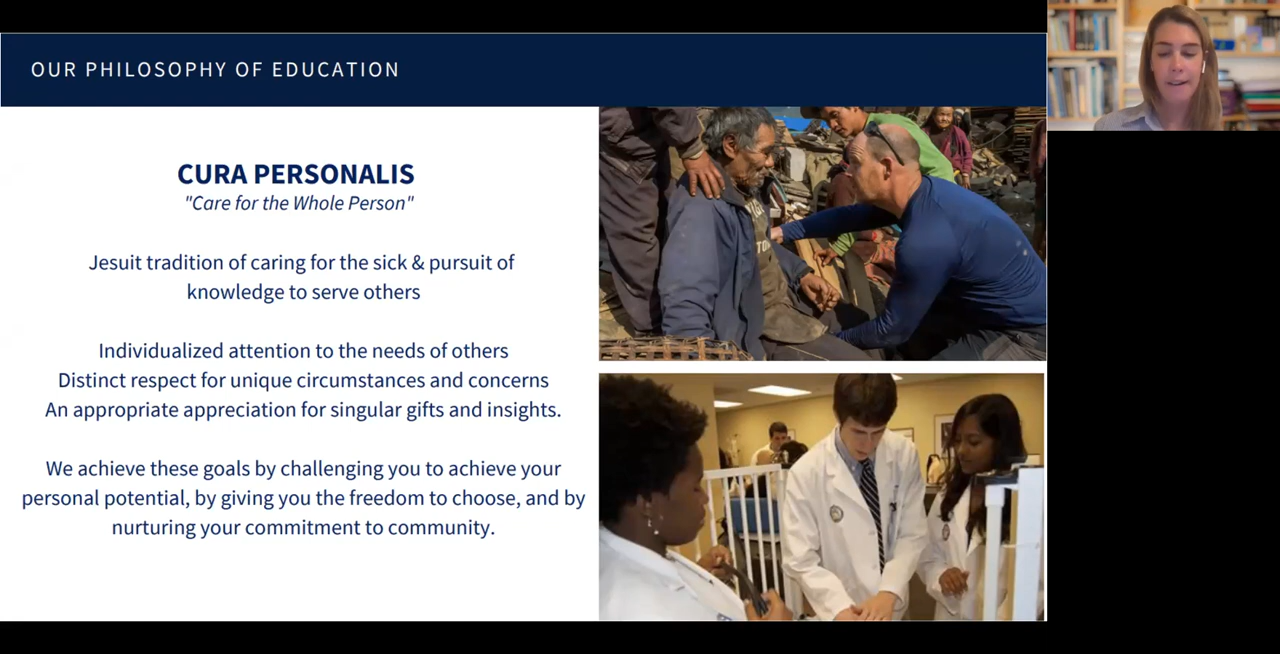 OUR PHILOSOPHY OF EDUCATION
CURA PERSONALIS
"Care for the Whole Person"
Jesuit tradition of caring for the sick & pursuit of
knowledge to serve others
Individualized attention to the needs of others
Distinct respect for unique circumstances and concerns
An appropriate appreciation for singular gifts and insights.
We achieve these goals by challenging you to achieve your
personal potential, by giving you the freedom to choose, and by
nurturing your commitment to community.